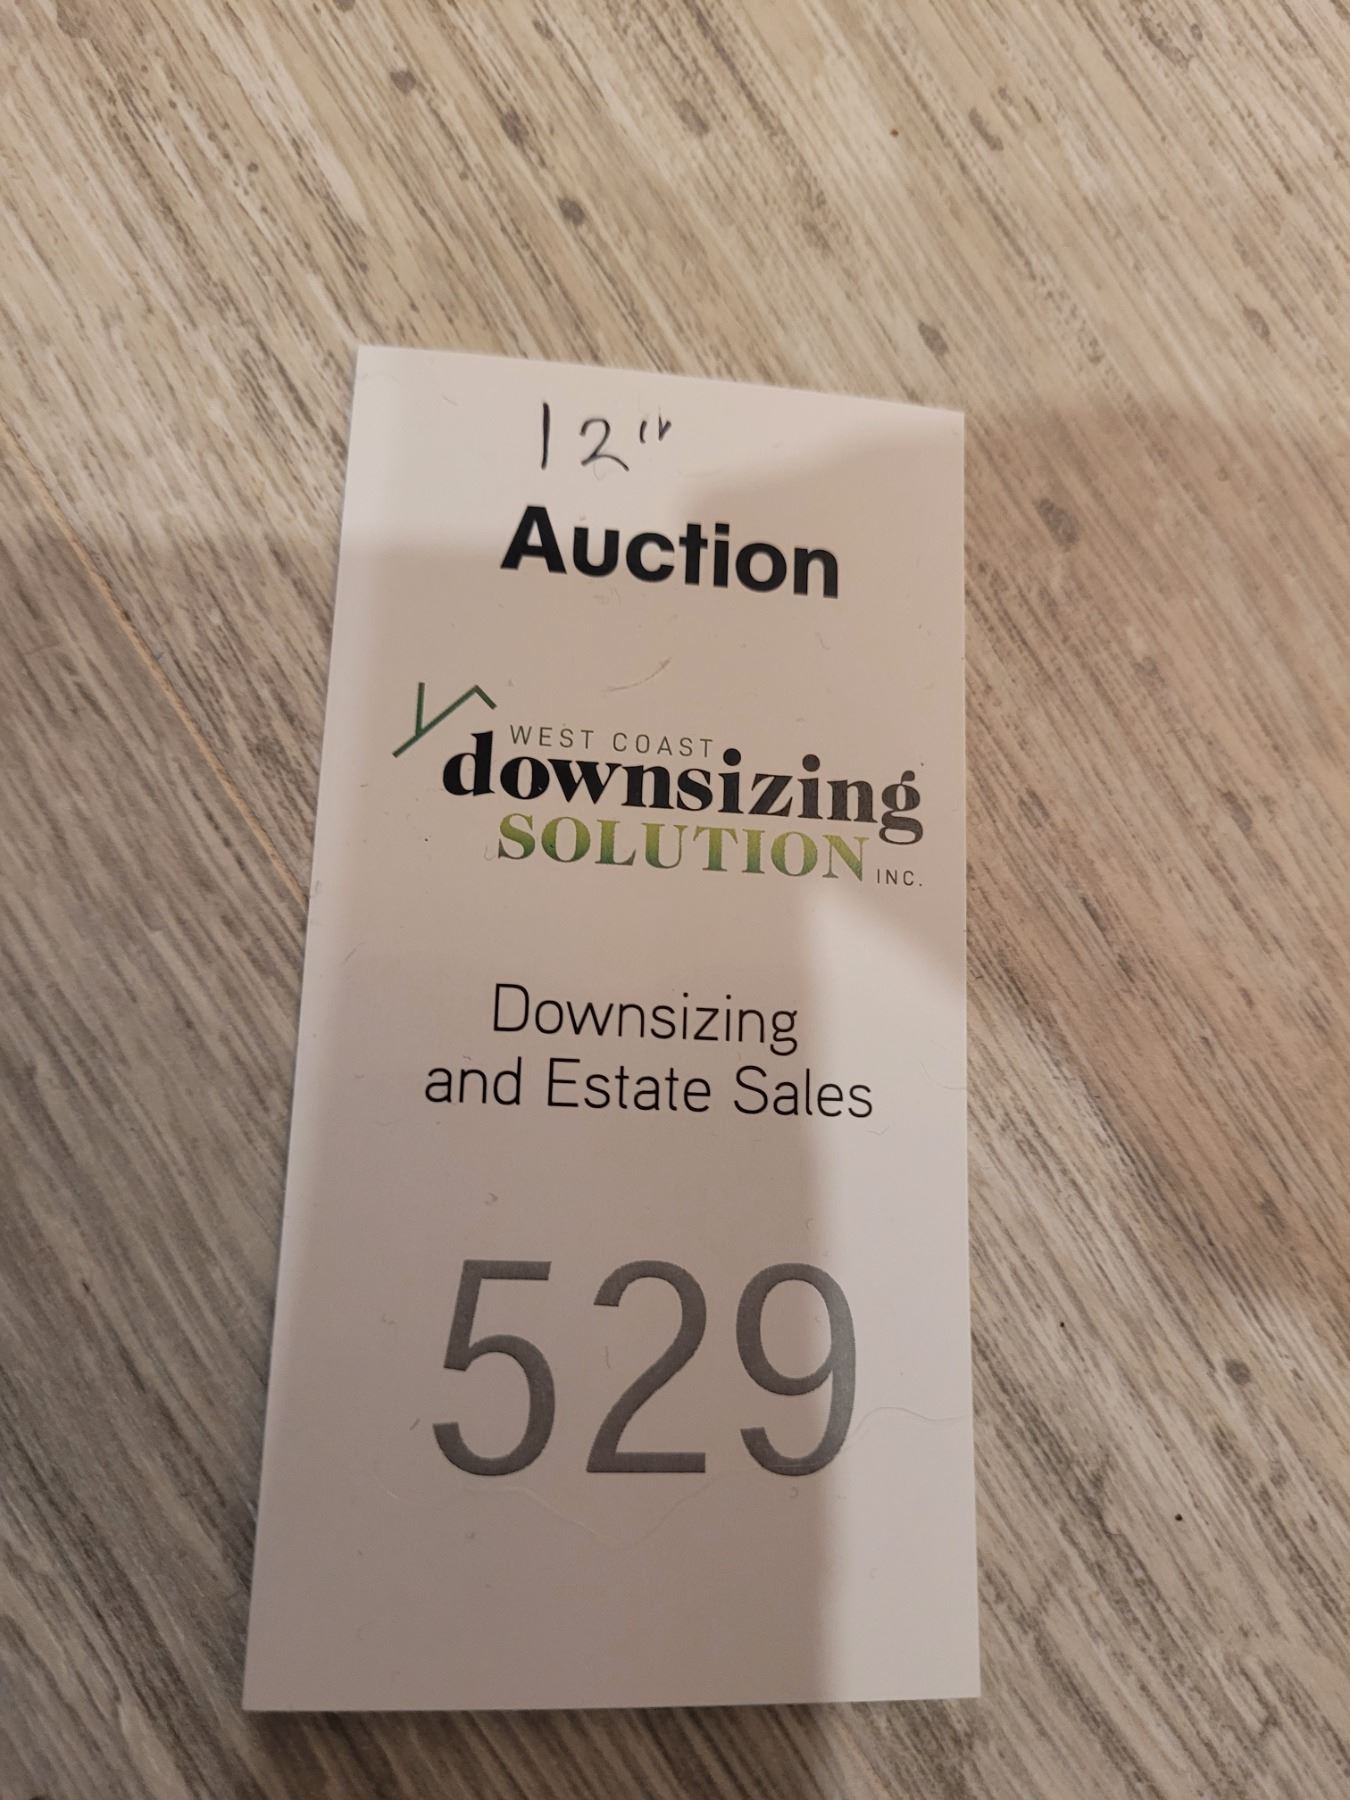 12"
Auction
WEST COAST
downsizing
SOLUTION INC.
Downsizing
and Estate Sales
529